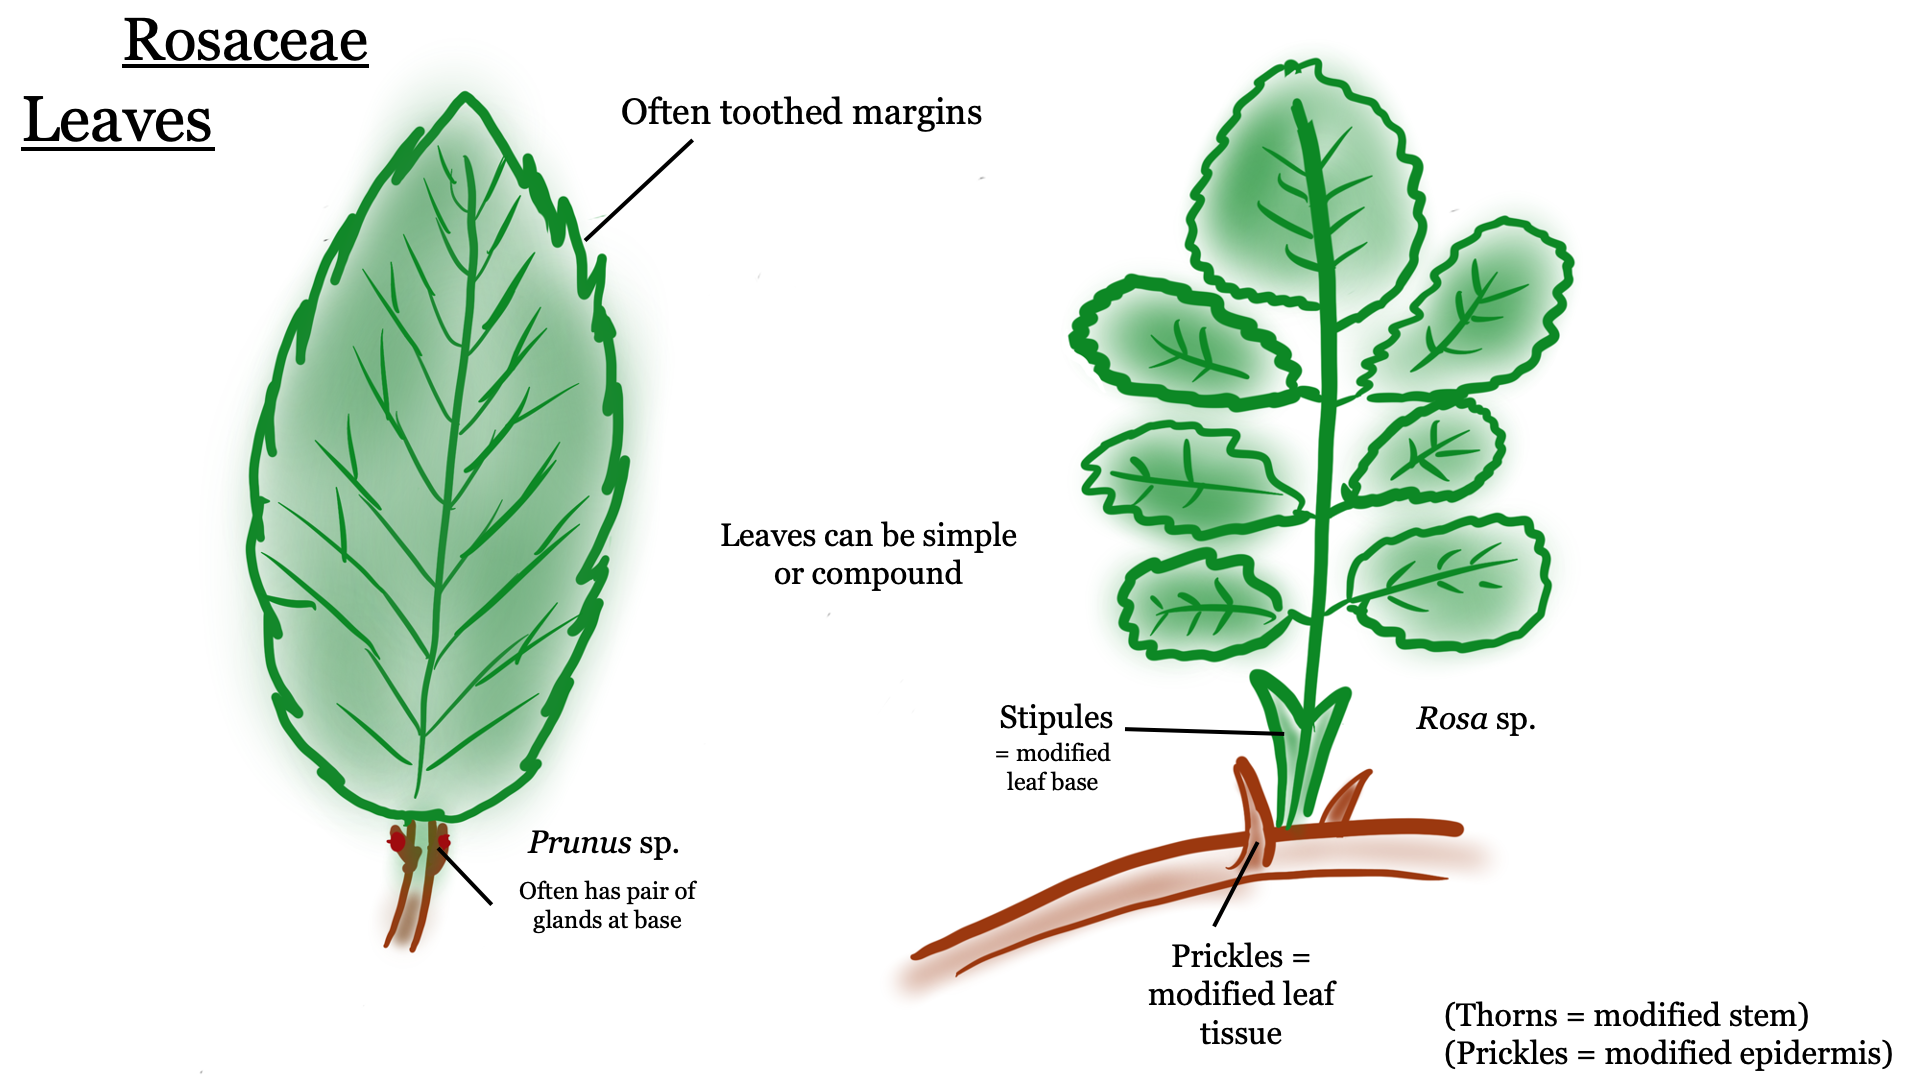 Rosaceae
Leaves
Often toothed margins
Leaves can be simple
or compound
Stipules
= modified
leaf base
Rosa sp.
Prunus sp.
Often has pair of
glands at base
Prickles =
modified leaf
tissue
(Thorns = modified stem)
(Prickles = modified epidermis)